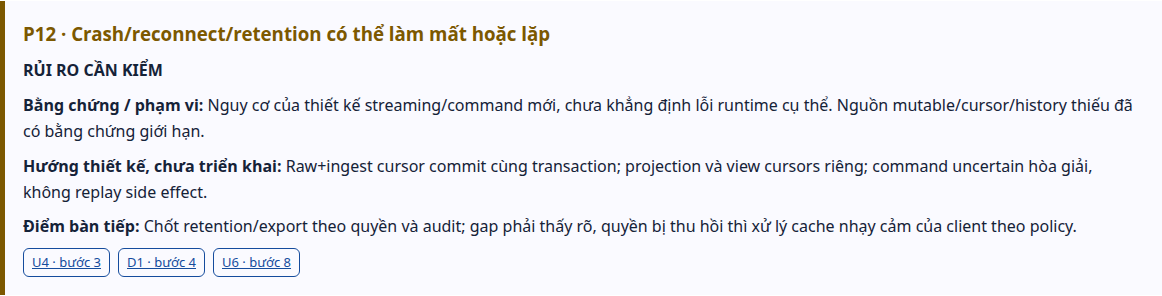 P12 · Crash/reconnect/retention có thể làm mất hoặc lặp
RỦI RO CẦN KIỂM
Bằng chứng / phạm vi: Nguy cơ của thiết kế streaming/command mới, chưa khẳng định lỗi runtime cụ thể. Nguồn mutable/cursor/history thiếu đã
có bằng chứng giới hạn.
Hướng thiết kế, chưa triển khai: Raw+ingest cursor commit cùng transaction; projection và view cursors riêng; command uncertain hòa giải,
không replay side effect.
Điểm bàn tiếp: Chốt retention/export theo quyền và audit; gap phải thấy rõ, quyền bị thu hồi thì xử lý cache nhạy cảm của client theo policy.
U4 · bước 3 D1 · bước 4 U6 · bước 8